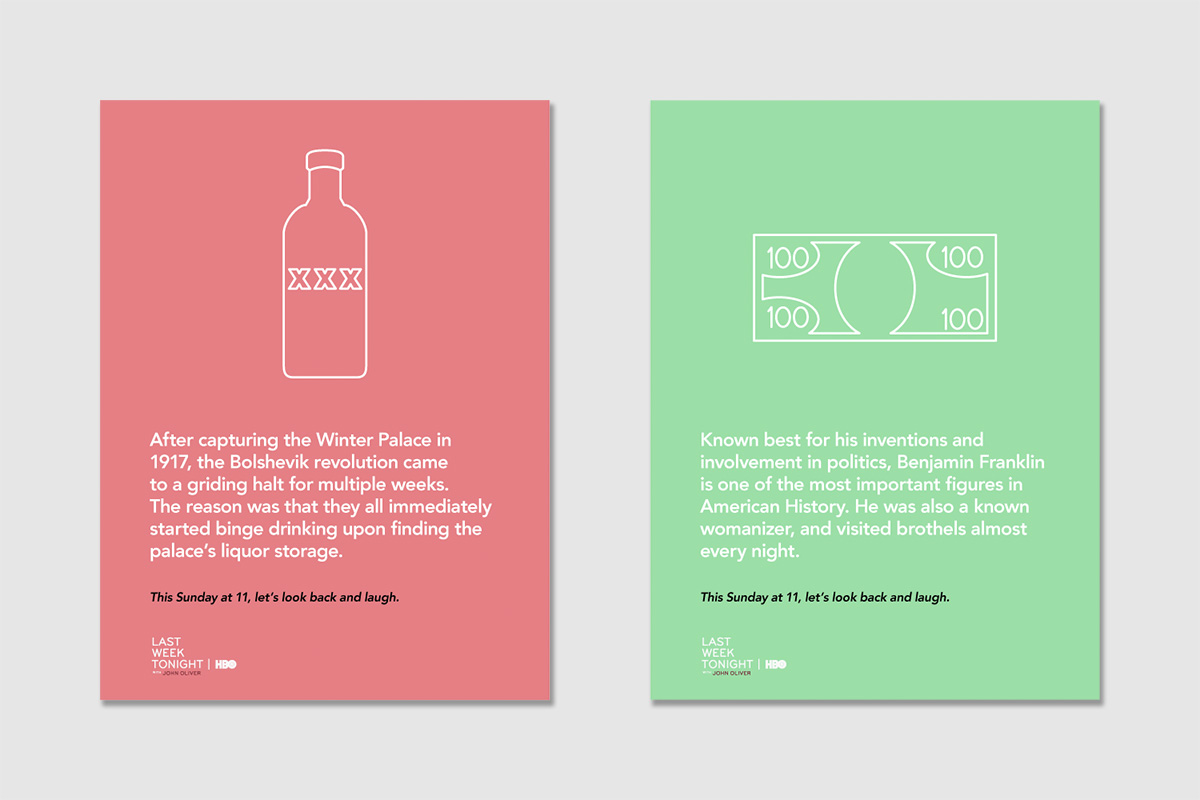 XXX
After capturing the Winter Palace in
1917, the Bolshevik revolution came
to a griding halt for multiple weeks.
The reason was that they all immediately
started binge drinking upon finding the
palace’s liquor storage.
This Sunday at 11, let’s look back and laugh.
LAST
WEEK
TONIGHT | HBO
WITH JOHN OLIVER
100 100
100 100
Known best for his inventions and
involvement in politics, Benjamin Franklin
is one of the most important figures in
American History. He was also a known
womanizer, and visited brothels almost
every night.
This Sunday at 11, let’s look back and laugh.
LAST
WEEK
TONIGHT | HBO
WITH JOHN OLIVER